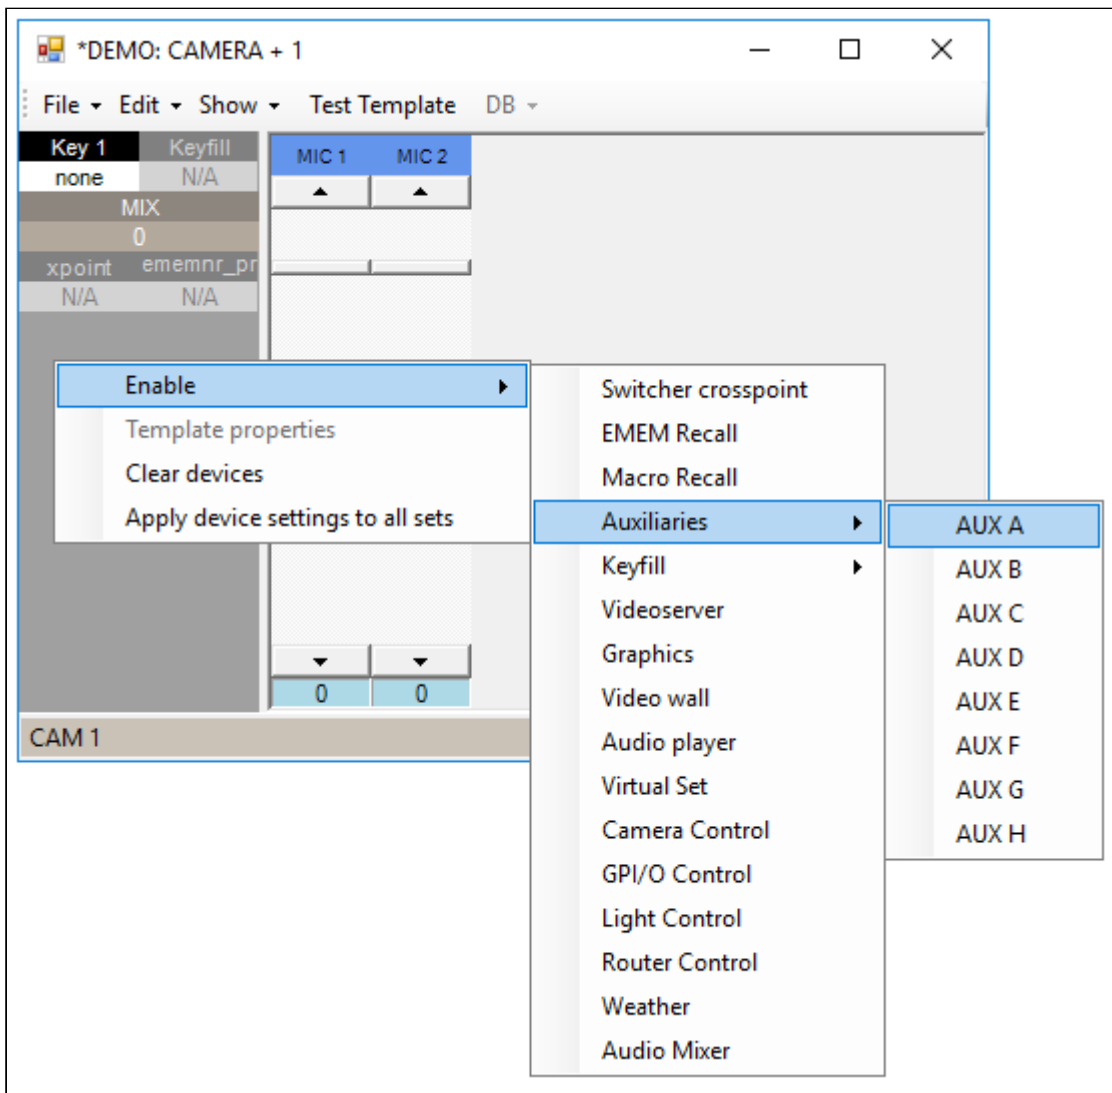 *DEMO: CAMERA + 1
File Edit Show Test Template DB
Key 1 Keyfill MIC 1 MIC 2
none N/A
MIX
0
xpoint ememnr_pr
N/A N/A
Enable
Template properties
Clear devices
Apply device settings to all sets
Switcher crosspoint
EMEM Recall
Macro Recall
Auxiliaries
Keyfill
Videoserver
Graphics
Video wall
Audio player
Virtual Set
Camera Control
GPI/O Control
Light Control
Router Control
Weather
Audio Mixer
AUX A
AUX B
AUX C
AUX D
AUX E
AUX F
AUX G
AUX H
0 0
CAM 1